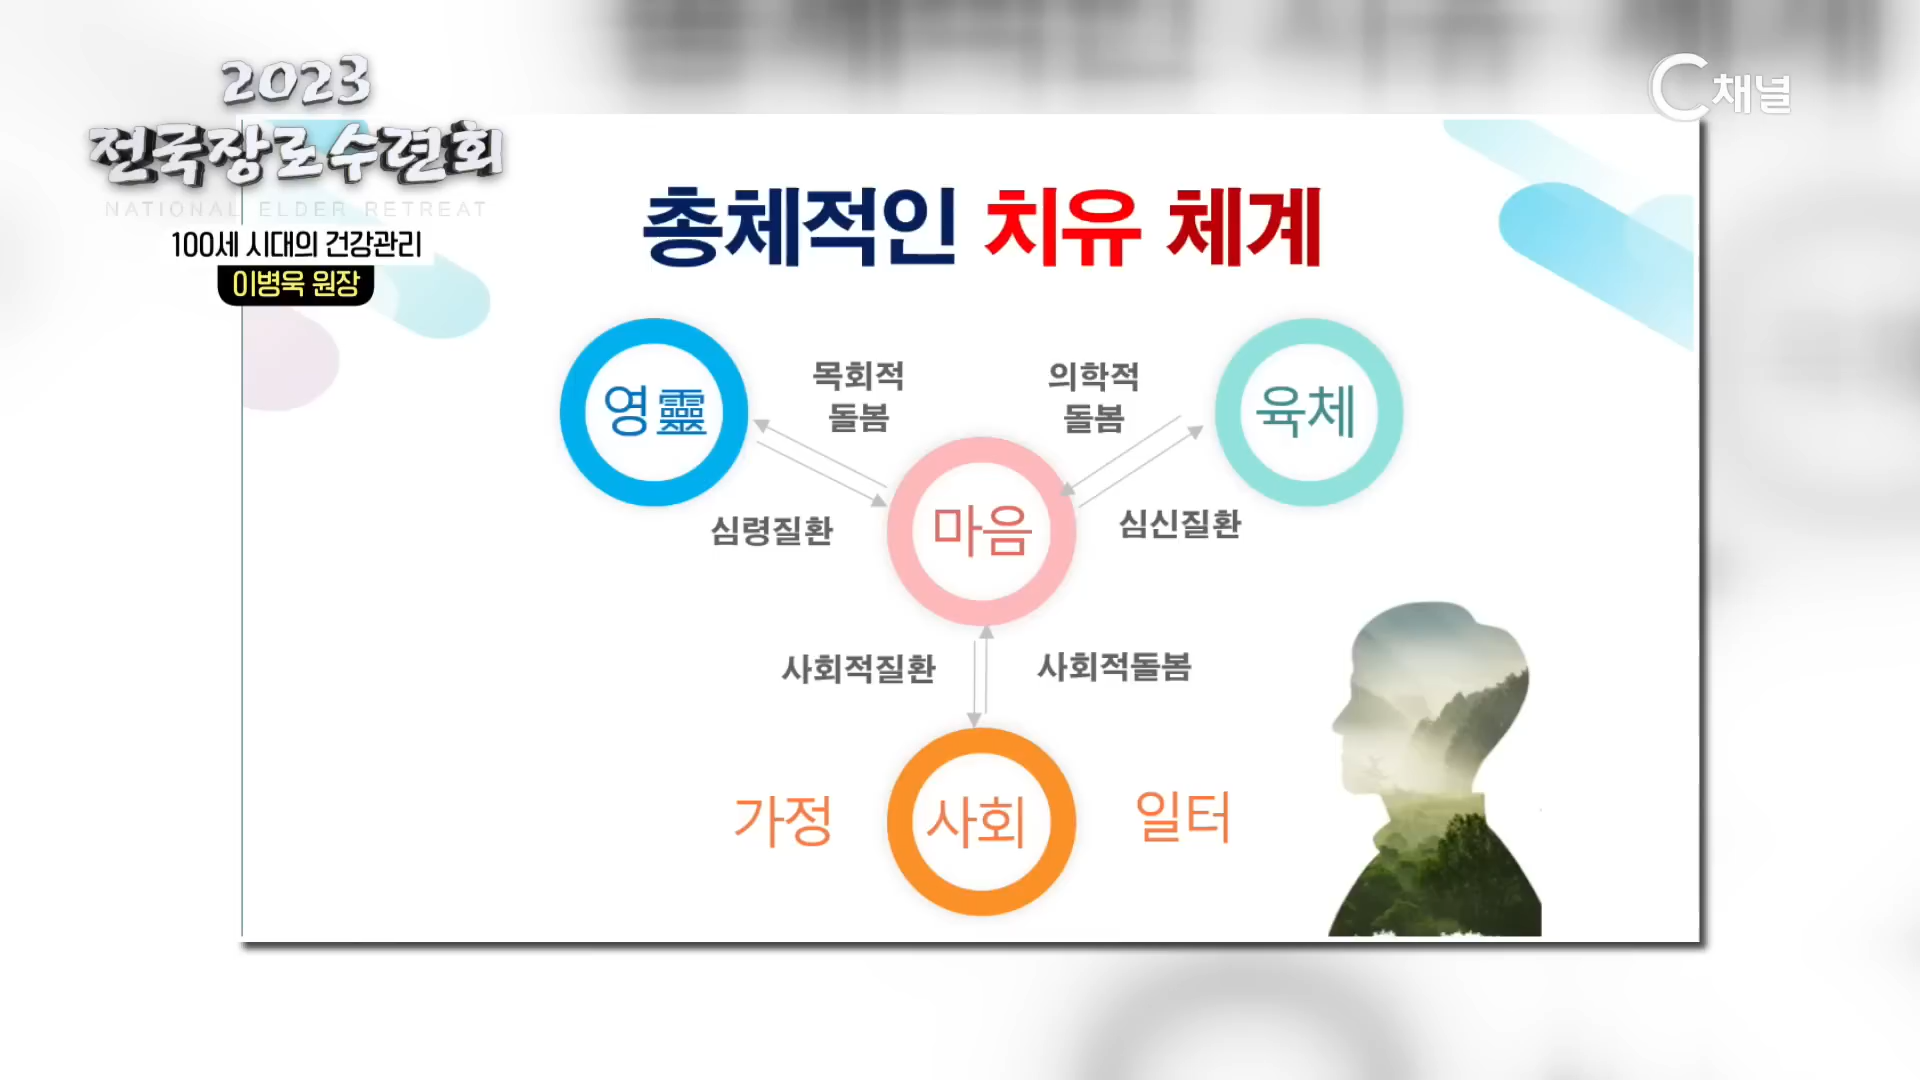 2023
전국장로수련회
NATIONAL ELDER RETREAT
100세 시대의 건강관리
이병욱 원장
C채널
총체적인 치유 체계
영靈
목회적
돌봄
의학적
돌봄
육체
심령질환
마음
심신질환
사회적질환
사회적돌봄
가정
사회
일터